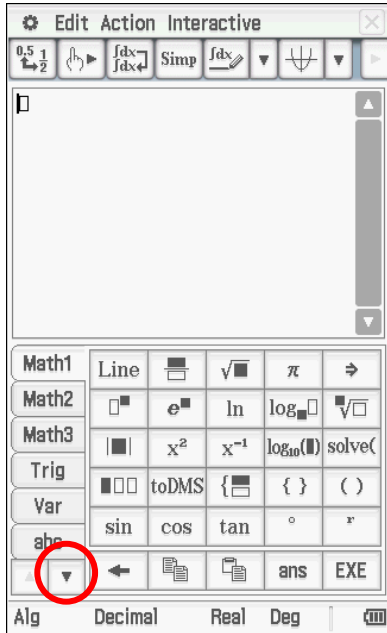 Edit Action Interactive
0.5 1/2 ∫dx ∫dx Simp ∫dx
Math1 Line √ π ⇒
Math2 e ln log √
Math3 | | x² x⁻¹ log₁₀( ) solve(
Trig toDMS { { } ( )
Var sin cos tan ° r
abc
ans EXE
Alg Decimal Real Deg